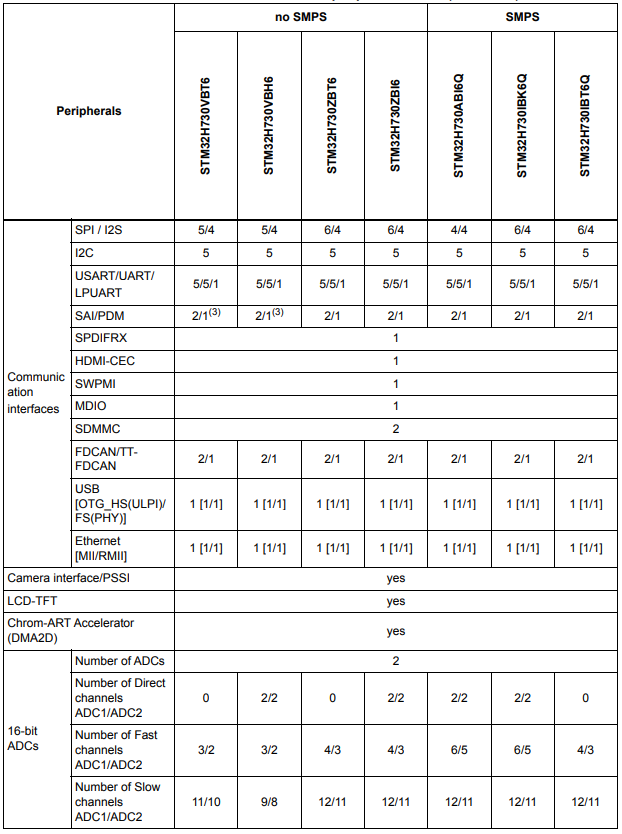 no SMPS SMPS
Peripherals STM32H730VBT6 STM32H730VBH6 STM32H730ZBT6 STM32H730ZBI6 STM32H730ABI6Q STM32H730IBK6Q STM32H730IBT6Q
Communic
ation
interfaces
SPI / I2S 5/4 5/4 6/4 6/4 4/4 6/4 6/4
I2C 5 5 5 5 5 5 5
USART/UART/
LPUART 5/5/1 5/5/1 5/5/1 5/5/1 5/5/1 5/5/1 5/5/1
SAI/PDM 2/1(3) 2/1(3) 2/1 2/1 2/1 2/1 2/1
SPDIFRX 1
HDMI-CEC 1
SWPMI 1
MDIO 1
SDMMC 2
FDCAN/TT-
FDCAN 2/1 2/1 2/1 2/1 2/1 2/1 2/1
USB
[OTG_HS(ULPI)/
FS(PHY)] 1 [1/1] 1 [1/1] 1 [1/1] 1 [1/1] 1 [1/1] 1 [1/1] 1 [1/1]
Ethernet
[MII/RMII] 1 [1/1] 1 [1/1] 1 [1/1] 1 [1/1] 1 [1/1] 1 [1/1] 1 [1/1]
Camera interface/PSSI yes
LCD-TFT yes
Chrom-ART Accelerator
(DMA2D) yes
16-bit
ADCs
Number of ADCs 2
Number of Direct
channels
ADC1/ADC2 0 2/2 0 2/2 2/2 2/2 0
Number of Fast
channels
ADC1/ADC2 3/2 3/2 4/3 4/3 6/5 6/5 4/3
Number of Slow
channels
ADC1/ADC2 11/10 9/8 12/11 12/11 12/11 12/11 12/11